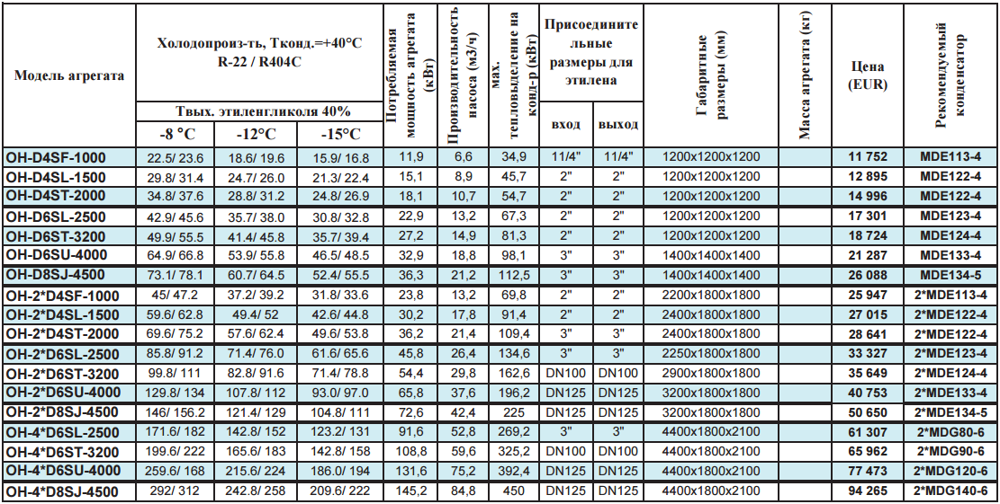 Модель агрегата
Холодопроиз-ть, Тконд.=+40°С
R-22 / R404C
Твых. этиленгликоля 40%
-8 °С -12°С -15°С
Потребляемая
мощность агрегата
(кВт)
Производительность
насоса (м3/ч)
мах.
тепловыделение на
конд-р (кВт)
Присоедините
льные
размеры для
этилена
вход выход
Габаритные
размеры (мм)
Масса агрегата (кг)
Цена
(EUR)
Рекомендуемый
конденсатор
OH-D4SF-1000 22.5/ 23.6 18.6/ 19.6 15.9/ 16.8 11,9 6,6 34,9 11/4" 11/4" 1200x1200x1200 11 752 MDE113-4
OH-D4SL-1500 29.8/ 31.4 24.7/ 26.0 21.3/ 22.4 15,1 8,9 45,7 2" 2" 1200x1200x1200 12 895 MDE122-4
OH-D4ST-2000 34.8/ 37.6 28.8/ 31.2 24.8/ 26.9 18,1 10,7 54,7 2" 2" 1200x1200x1200 14 996 MDE122-4
OH-D6SL-2500 42.9/ 45.6 35.7/ 38.0 30.8/ 32.8 22,9 13,2 67,3 2" 2" 1200x1200x1200 17 301 MDE123-4
OH-D6ST-3200 49.9/ 55.5 41.4/ 45.8 35.7/ 39.4 27,2 14,9 81,3 2" 2" 1200x1200x1200 18 724 MDE124-4
OH-D6SU-4000 64.9/ 66.8 53.9/ 55.8 46.5/ 48.5 32,9 18,8 98,1 3" 3" 1400x1400x1400 21 287 MDE133-4
OH-D8SJ-4500 73.1/ 78.1 60.7/ 64.5 52.4/ 55.5 36,3 21,2 112,5 3" 3" 1400x1400x1400 26 088 MDE134-5
OH-2*D4SF-1000 45/ 47.2 37.2/ 39.2 31.8/ 33.6 23,8 13,2 69,8 2" 2" 2200x1800x1800 25 947 2*MDE113-4
OH-2*D4SL-1500 59.6/ 62.8 49.4/ 52 42.6/ 44.8 30,2 17,8 91,4 2" 2" 2400x1800x1800 27 015 2*MDE122-4
OH-2*D4ST-2000 69.6/ 75.2 57.6/ 62.4 49.6/ 53.8 36,2 21,4 109,4 3" 3" 2400x1800x1800 28 641 2*MDE122-4
OH-2*D6SL-2500 85.8/ 91.2 71.4/ 76.0 61.6/ 65.6 45,8 26,4 134,6 3" 3" 2250x1800x1800 33 327 2*MDE123-4
OH-2*D6ST-3200 99.8/ 111 82.8/ 91.6 71.4/ 78.8 54,4 29,8 162,6 DN100 DN100 2900x1800x1800 35 649 2*MDE124-4
OH-2*D6SU-4000 129.8/ 134 107.8/ 112 93.0/ 97.0 65,8 37,6 196,2 DN125 DN125 3200x1800x1800 40 753 2*MDE133-4
OH-2*D8SJ-4500 146/ 156.2 121.4/ 129 104.8/ 111 72,6 42,4 225 DN125 DN125 3200x1800x1800 50 650 2*MDE134-5
OH-4*D6SL-2500 171.6/ 182 142.8/ 152 123.2/ 131 91,6 52,8 269,2 3" 3" 4400x1800x2100 61 307 2*MDG80-6
OH-4*D6ST-3200 199.6/ 222 165.6/ 183 142.8/ 158 108,8 59,6 325,2 DN100 DN100 4400x1800x2100 65 962 2*MDG90-6
OH-4*D6SU-4000 259.6/ 168 215.6/ 224 186.0/ 194 131,6 75,2 392,4 DN125 DN125 4400x1800x2100 77 473 2*MDG120-6
OH-4*D8SJ-4500 292/ 312 242.8/ 258 209.6/ 222 145,2 84,8 450 DN125 DN125 4400x1800x2100 94 265 2*MDG140-6